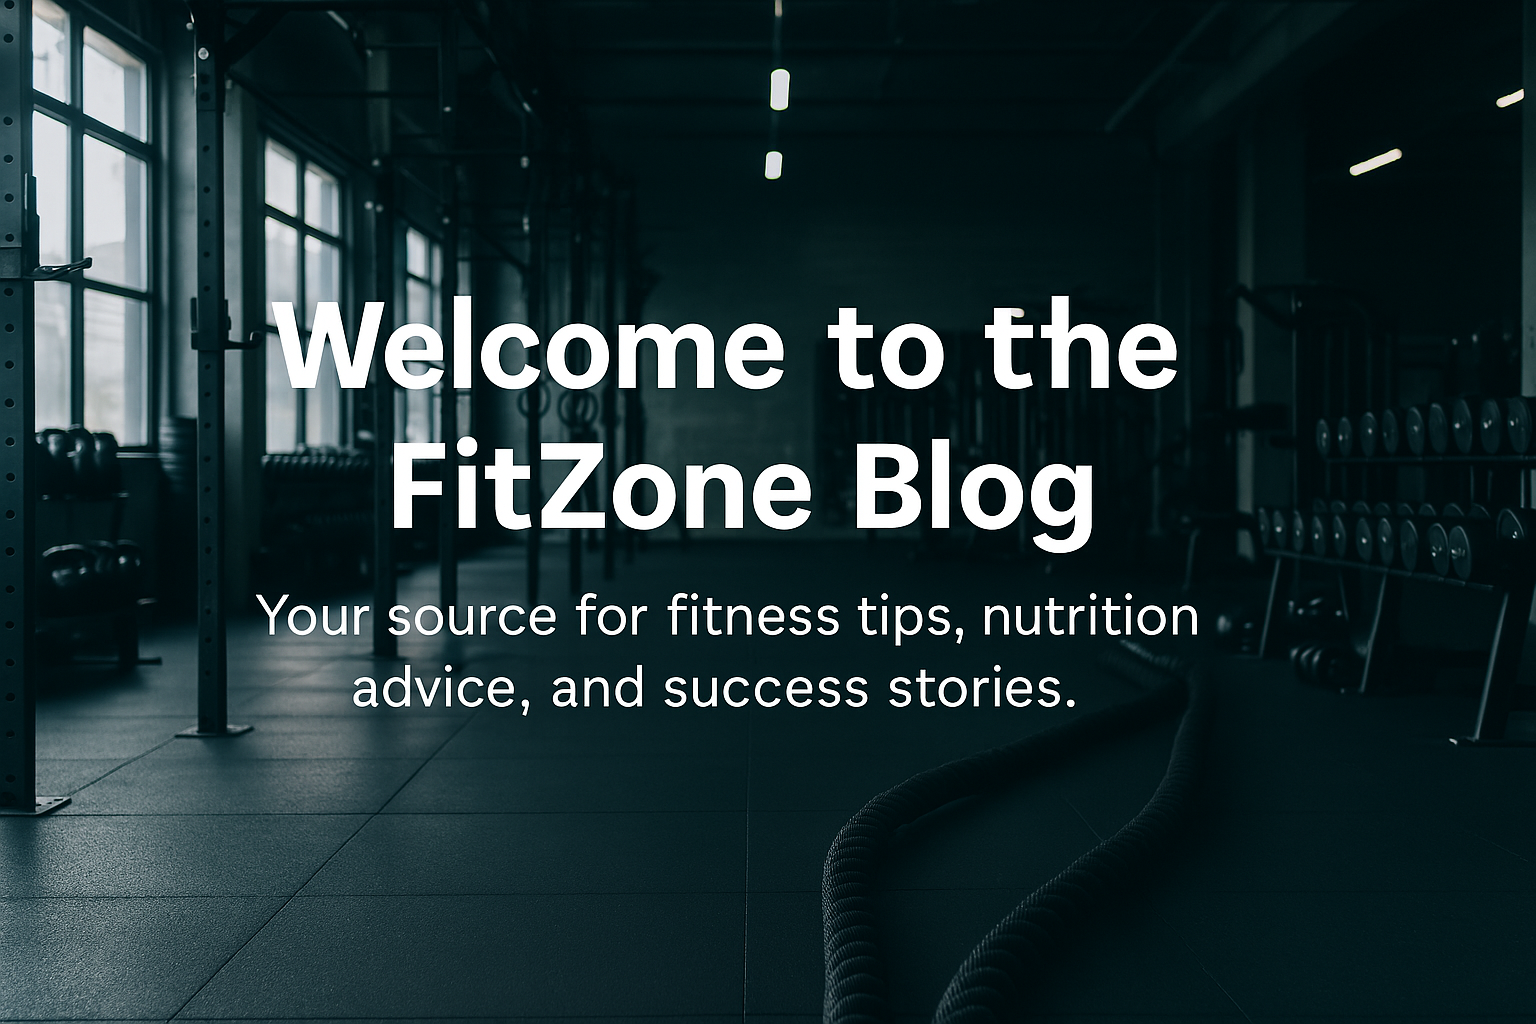 Welcome to the
FitZone Blog
Your source for fitness tips, nutrition
advice, and success stories.